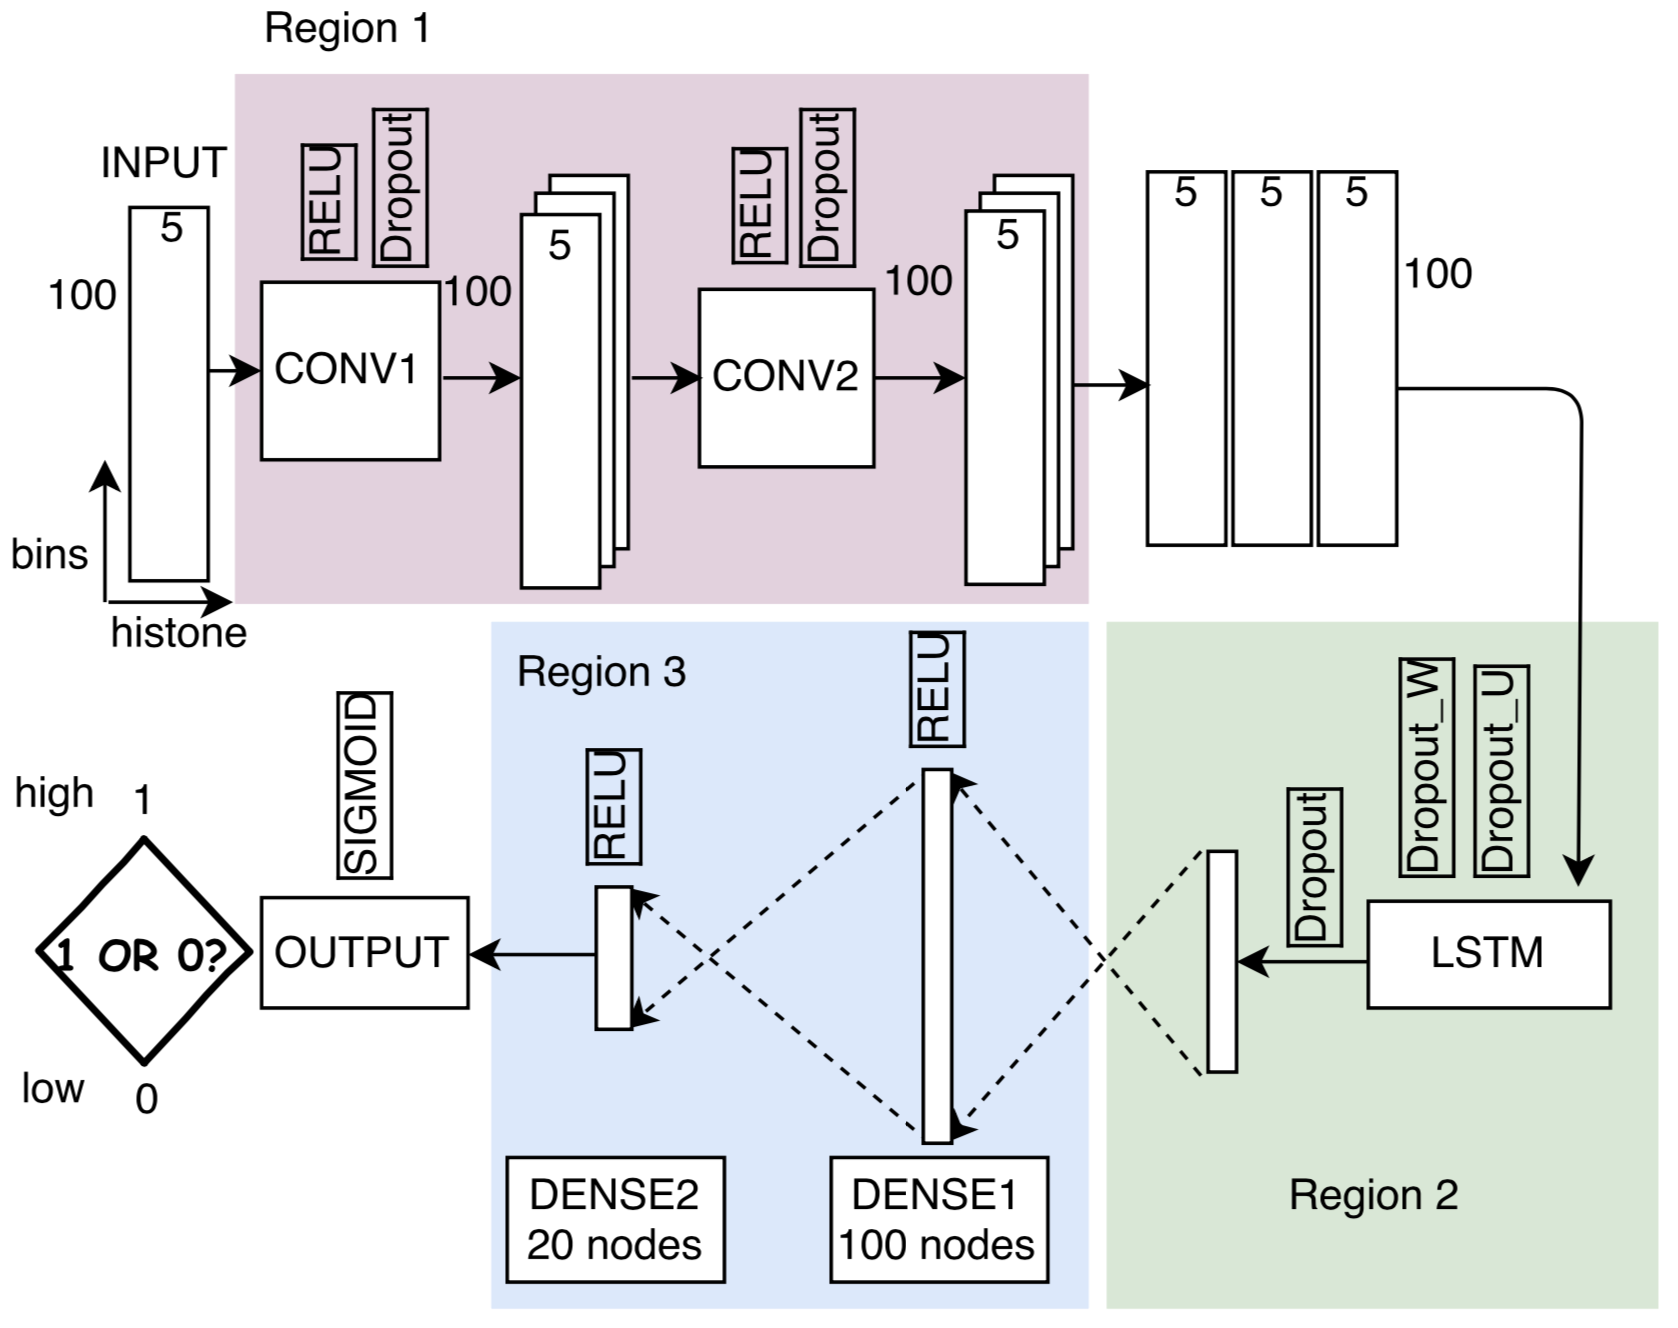 Region 1
INPUT
RELU
Dropout
RELU
Dropout
5
100
CONV1
100
5
CONV2
100
5
5
5
5
100
bins
histone
Region 3
RELU
RELU
SIGMOID
high
1
1 OR 0?
low
0
OUTPUT
DENSE2
20 nodes
DENSE1
100 nodes
Dropout_W
Dropout_U
Dropout
LSTM
Region 2